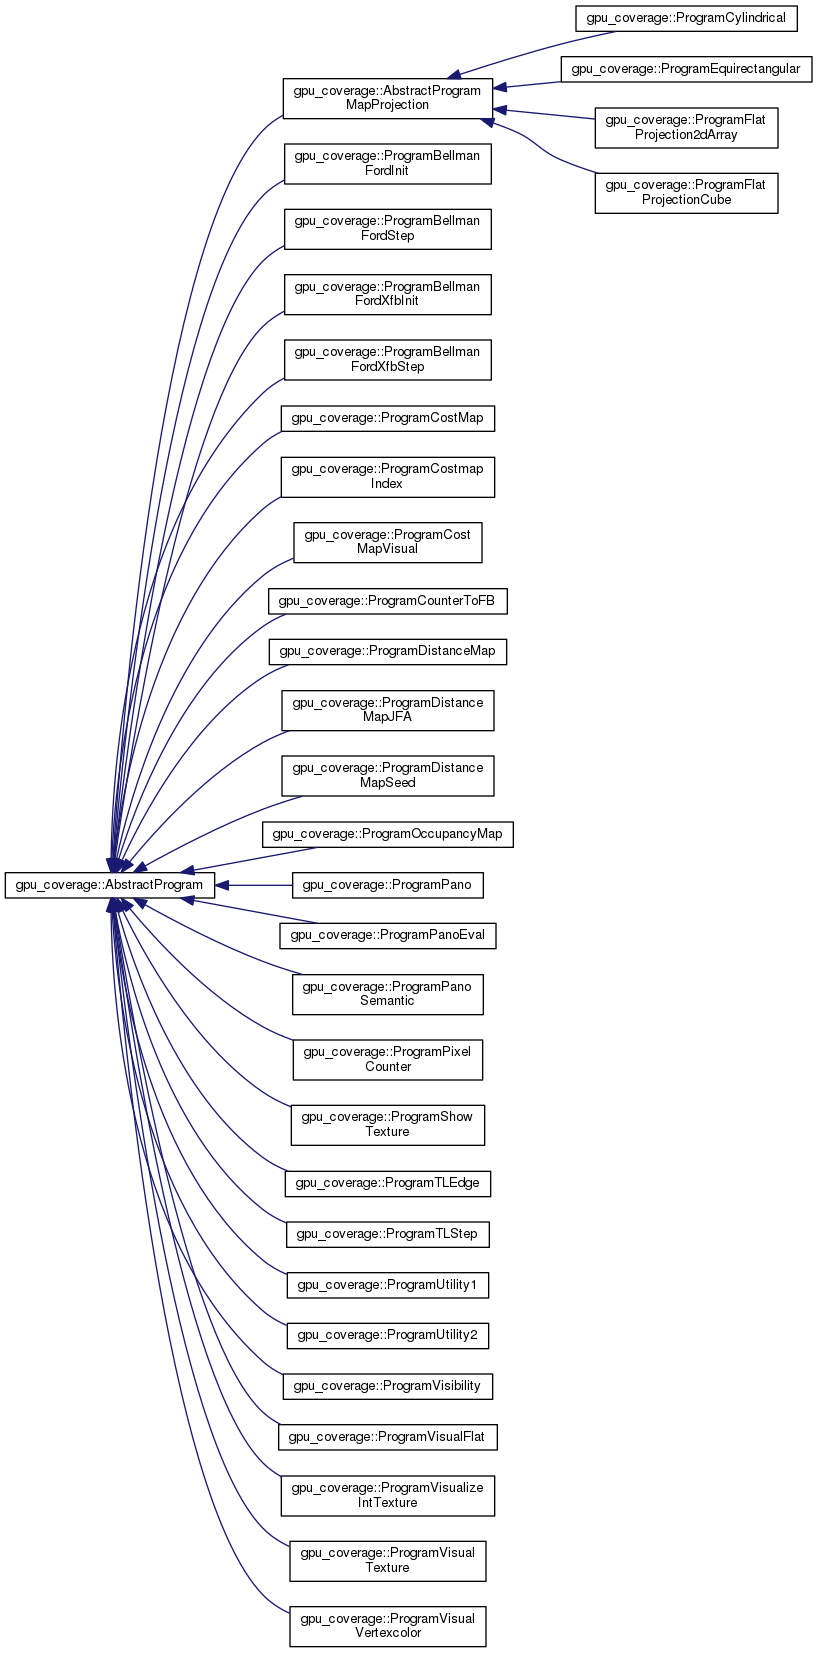 gpu_coverage::ProgramCylindrical
gpu_coverage::ProgramEquirectangular
gpu_coverage::AbstractProgram
MapProjection
gpu_coverage::ProgramFlat
Projection2dArray
gpu_coverage::ProgramFlat
ProjectionCube
gpu_coverage::ProgramBellman
FordInit
gpu_coverage::ProgramBellman
FordStep
gpu_coverage::ProgramBellman
FordXfbInit
gpu_coverage::ProgramBellman
FordXfbStep
gpu_coverage::ProgramCostMap
gpu_coverage::ProgramCostmap
Index
gpu_coverage::ProgramCost
MapVisual
gpu_coverage::ProgramCounterToFB
gpu_coverage::ProgramDistanceMap
gpu_coverage::ProgramDistance
MapJFA
gpu_coverage::ProgramDistance
MapSeed
gpu_coverage::ProgramOccupancyMap
gpu_coverage::AbstractProgram
gpu_coverage::ProgramPano
gpu_coverage::ProgramPanoEval
gpu_coverage::ProgramPano
Semantic
gpu_coverage::ProgramPixel
Counter
gpu_coverage::ProgramShow
Texture
gpu_coverage::ProgramTLEdge
gpu_coverage::ProgramTLStep
gpu_coverage::ProgramUtility1
gpu_coverage::ProgramUtility2
gpu_coverage::ProgramVisibility
gpu_coverage::ProgramVisualFlat
gpu_coverage::ProgramVisualize
IntTexture
gpu_coverage::ProgramVisual
Texture
gpu_coverage::ProgramVisual
Vertexcolor